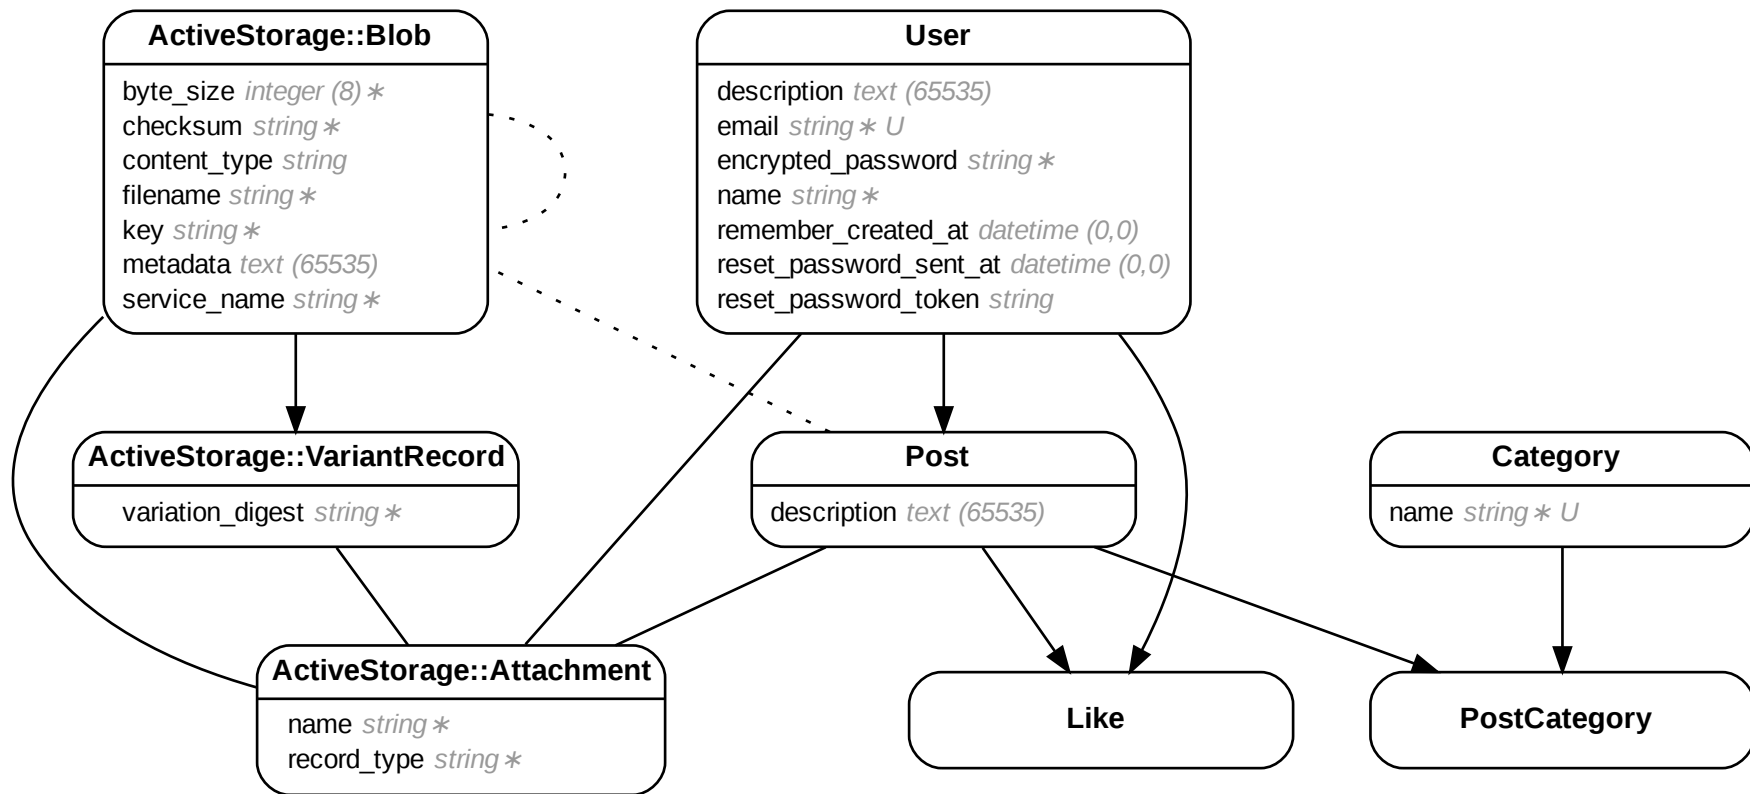 ActiveStorage::Blob
byte_size integer (8) ∗
checksum string ∗
content_type string
filename string ∗
key string ∗
metadata text (65535)
service_name string ∗
User
description text (65535)
email string ∗ U
encrypted_password string ∗
name string ∗
remember_created_at datetime (0,0)
reset_password_sent_at datetime (0,0)
reset_password_token string
ActiveStorage::VariantRecord
variation_digest string ∗
Post
description text (65535)
Category
name string ∗ U
ActiveStorage::Attachment
name string ∗
record_type string ∗
Like
PostCategory